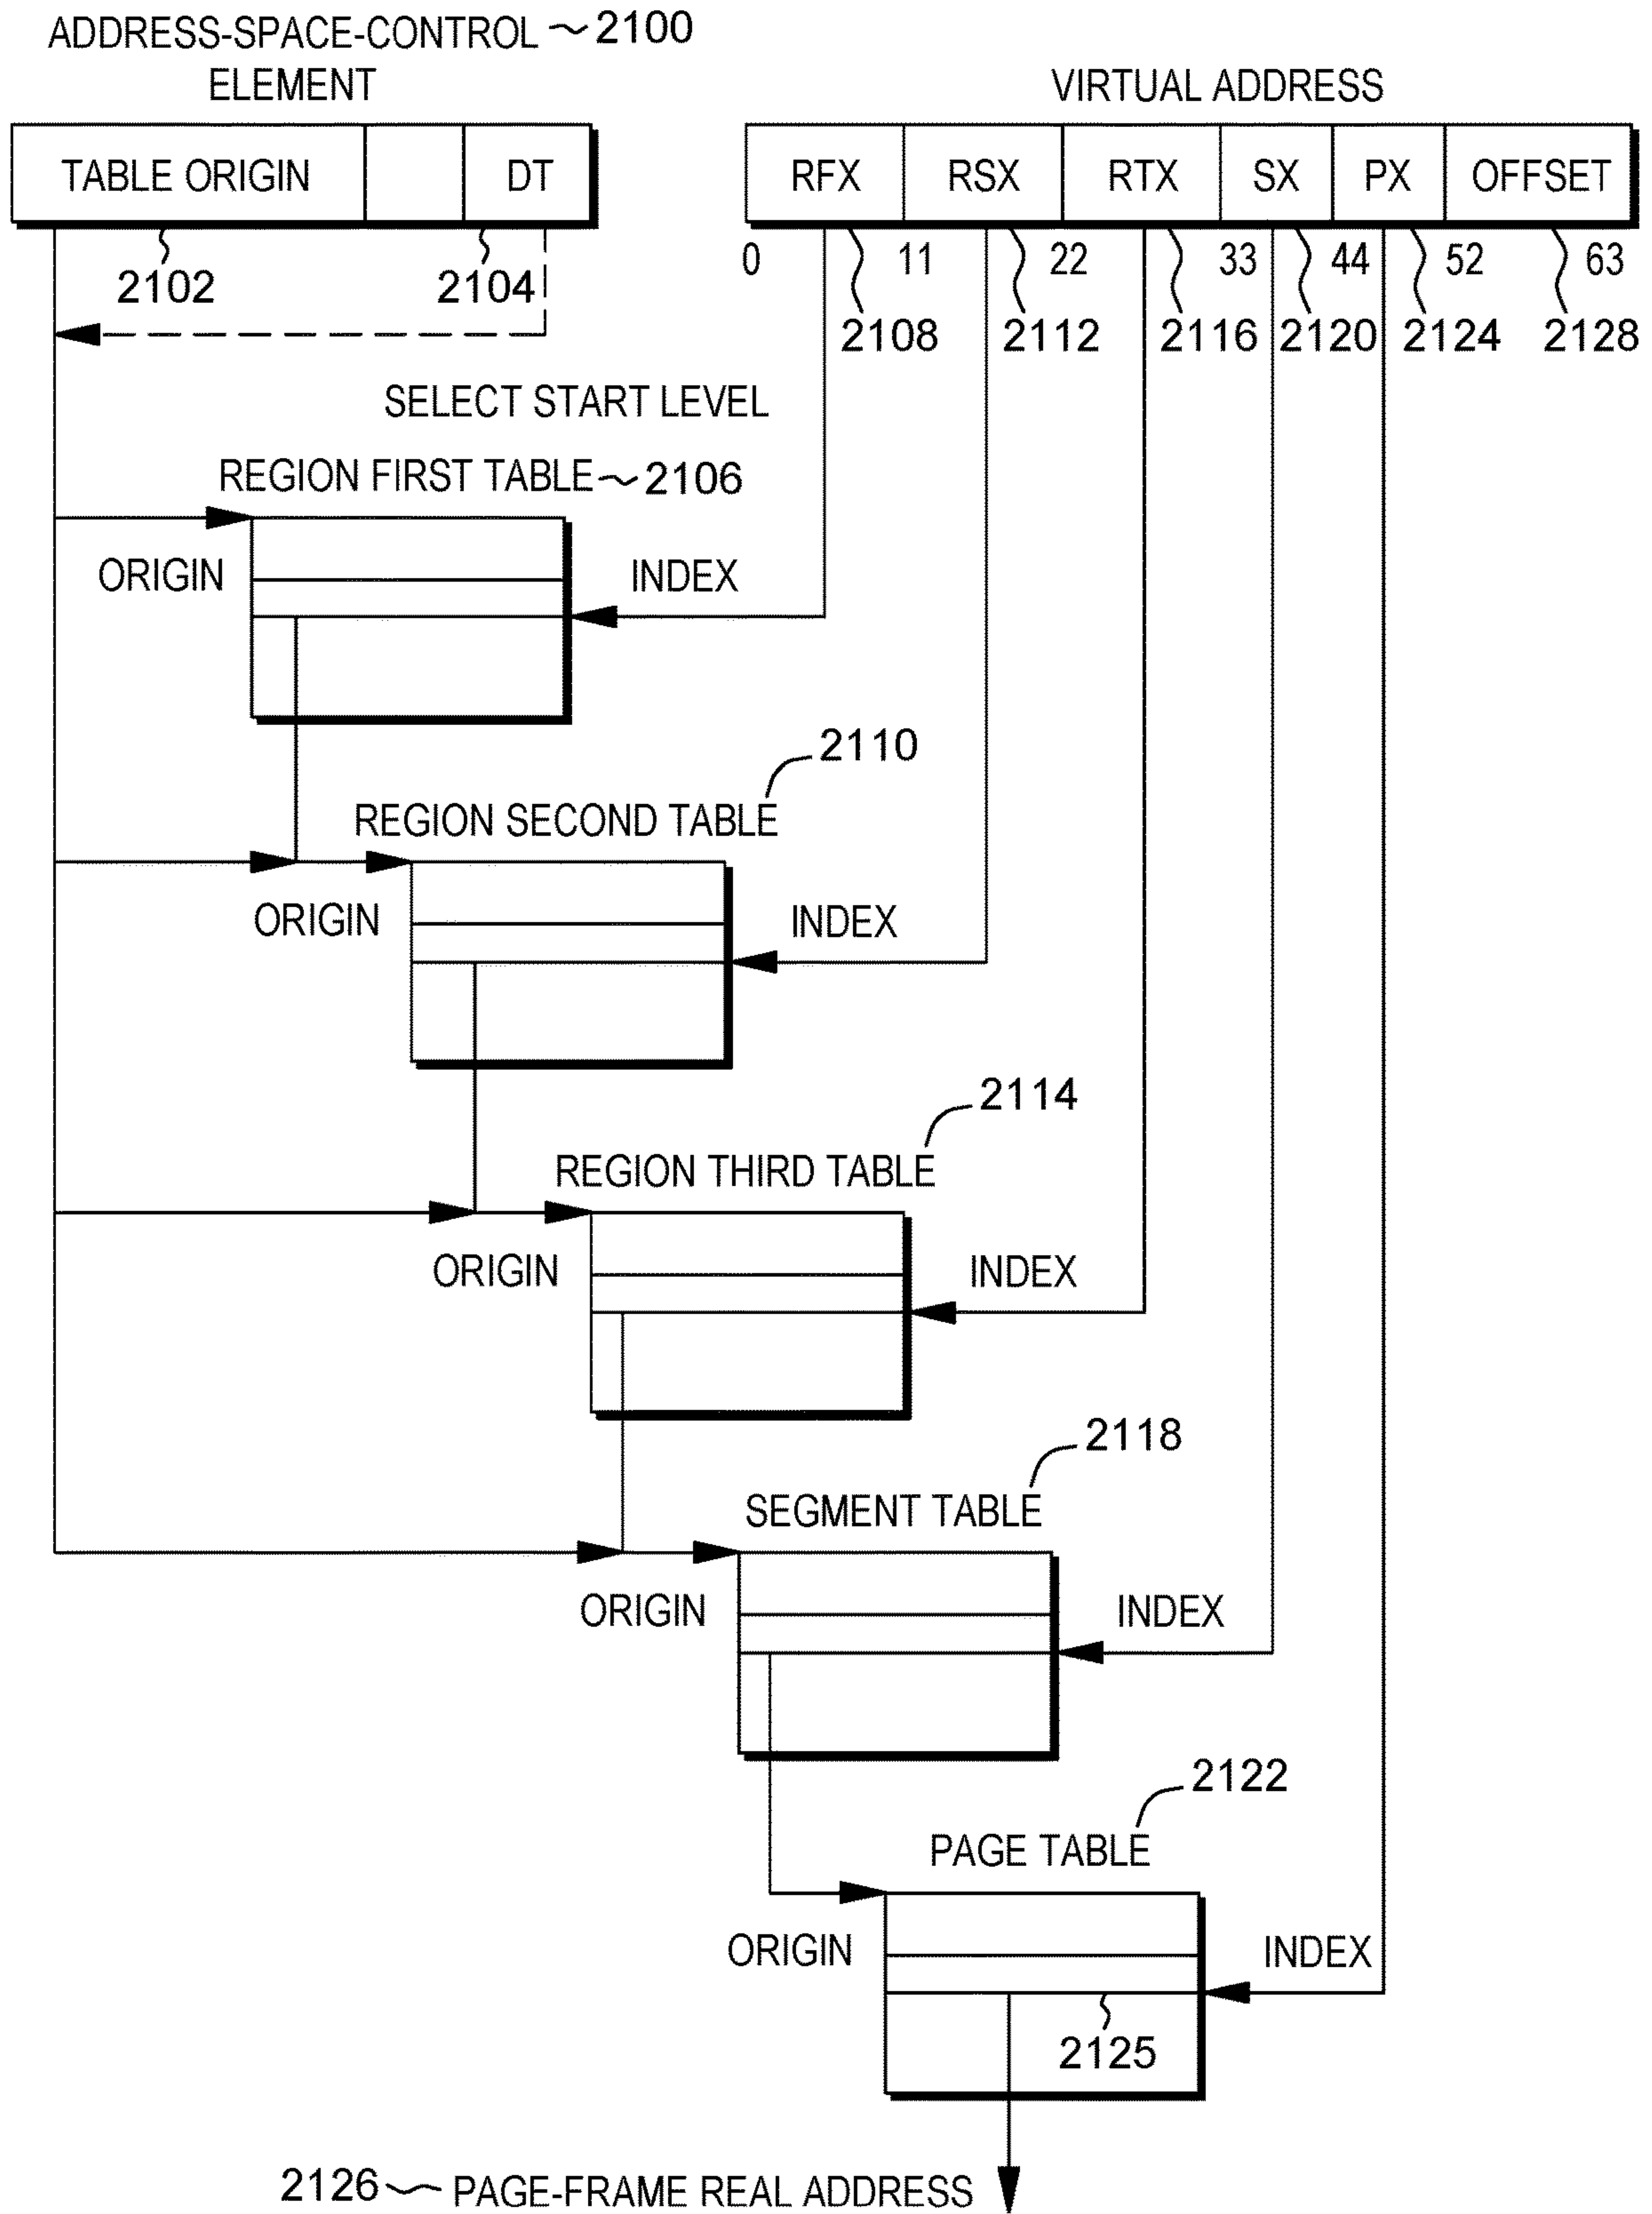 ADDRESS-SPACE-CONTROL 2100
ELEMENT
VIRTUAL ADDRESS
TABLE ORIGIN DT
RFX RSX RTX SX PX OFFSET
0 11 22 33 44 52 63
2102 2104
2108 2112 2116 2120 2124 2128
SELECT START LEVEL
REGION FIRST TABLE 2106
ORIGIN INDEX
2110
REGION SECOND TABLE
ORIGIN INDEX
2114
REGION THIRD TABLE
ORIGIN INDEX
2118
SEGMENT TABLE
ORIGIN INDEX
2122
PAGE TABLE
ORIGIN INDEX
2125
2126 PAGE-FRAME REAL ADDRESS